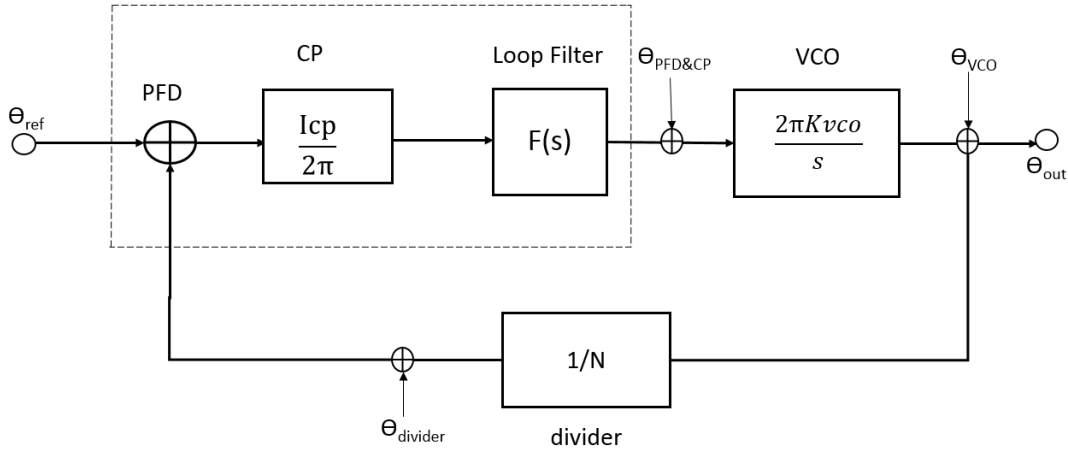 CP
Loop Filter
ϴPFD&CP
VCO
ϴVCO
PFD
ϴref
Icp
2π
F(s)
2πKvco
s
ϴout
1/N
ϴdivider
divider